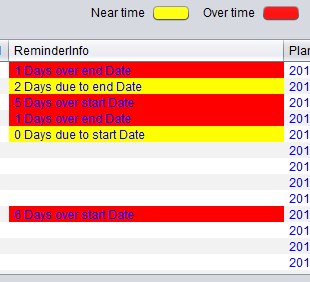 Near time Over time
ReminderInfo Plar
1 Days over end Date 201
2 Days due to end Date 201
5 Days over start Date 201
1 Days over end Date 201
0 Days due to start Date 201
201
201
201
201
6 Days over start Date 201
201
201
201